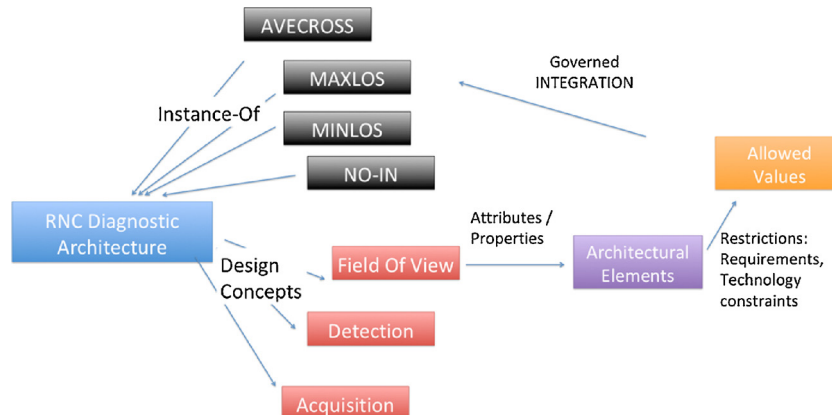 AVECROSS
Governed
INTEGRATION
MAXLOS
Instance-Of
MINLOS
NO-IN
Allowed
Values
RNC Diagnostic
Architecture
Attributes /
Properties
Design
Concepts
Field Of View
Architectural
Elements
Restrictions:
Requirements,
Technology
constraints
Detection
Acquisition